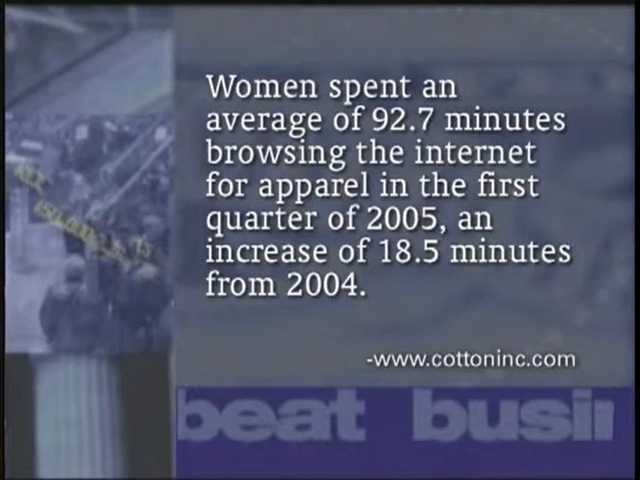 Women spent an
average of 92.7 minutes
browsing the internet
for apparel in the first
quarter of 2005, an
increase of 18.5 minutes
from 2004.
-www.cottoninc.com
beat busin